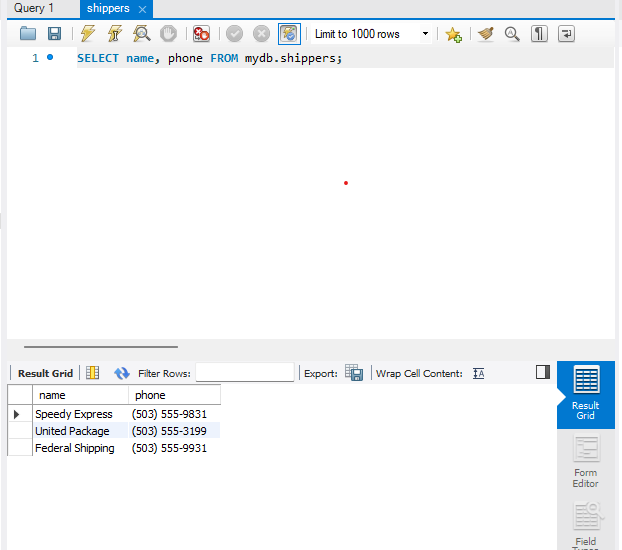 Query 1 shippers
Limit to 1000 rows
1 SELECT name, phone FROM mydb.shippers;
Result Grid Filter Rows: Export: Wrap Cell Content:
name phone
Speedy Express (503) 555-9831
United Package (503) 555-3199
Federal Shipping (503) 555-9931
Result
Grid
Form
Editor
Field